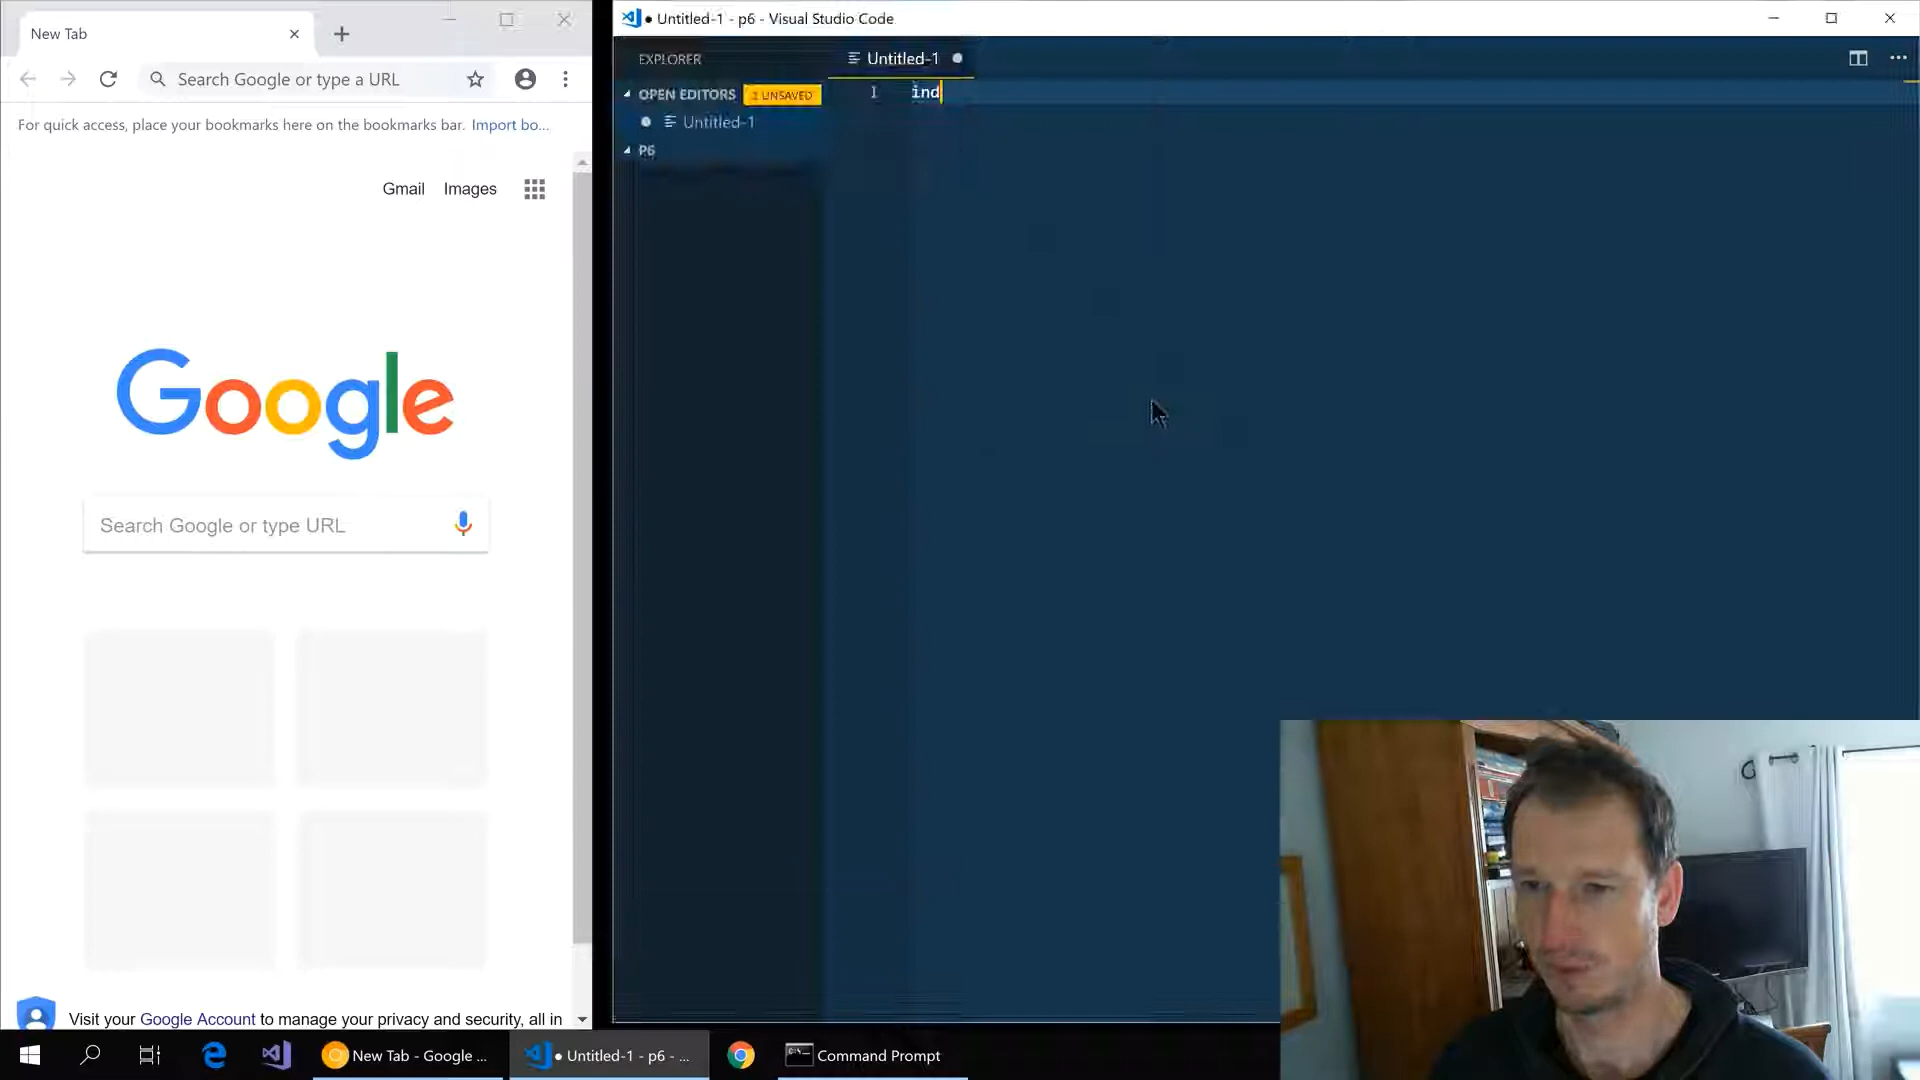 New Tab
Search Google or type a URL
For quick access, place your bookmarks here on the bookmarks bar. Import bo...
Gmail Images
Google
Search Google or type URL
Visit your Google Account to manage your privacy and security, all in
Untitled-1 - p6 - Visual Studio Code
EXPLORER
OPEN EDITORS 1 UNSAVED
Untitled-1
P6
Untitled-1
1 ind
New Tab - Google ...
Untitled-1 - p6 - ...
Command Prompt